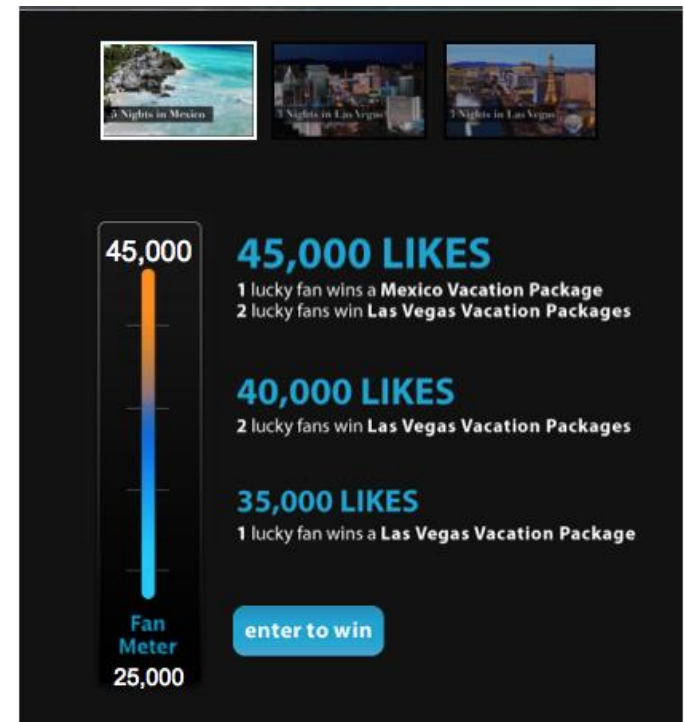 5 Nights in Mexico
3 Nights in Las Vegas
3 Nights in Las Vegas
45,000
45,000 LIKES
1 lucky fan wins a Mexico Vacation Package
2 lucky fans win Las Vegas Vacation Packages
40,000 LIKES
2 lucky fans win Las Vegas Vacation Packages
35,000 LIKES
1 lucky fan wins a Las Vegas Vacation Package
Fan
Meter
25,000
enter to win